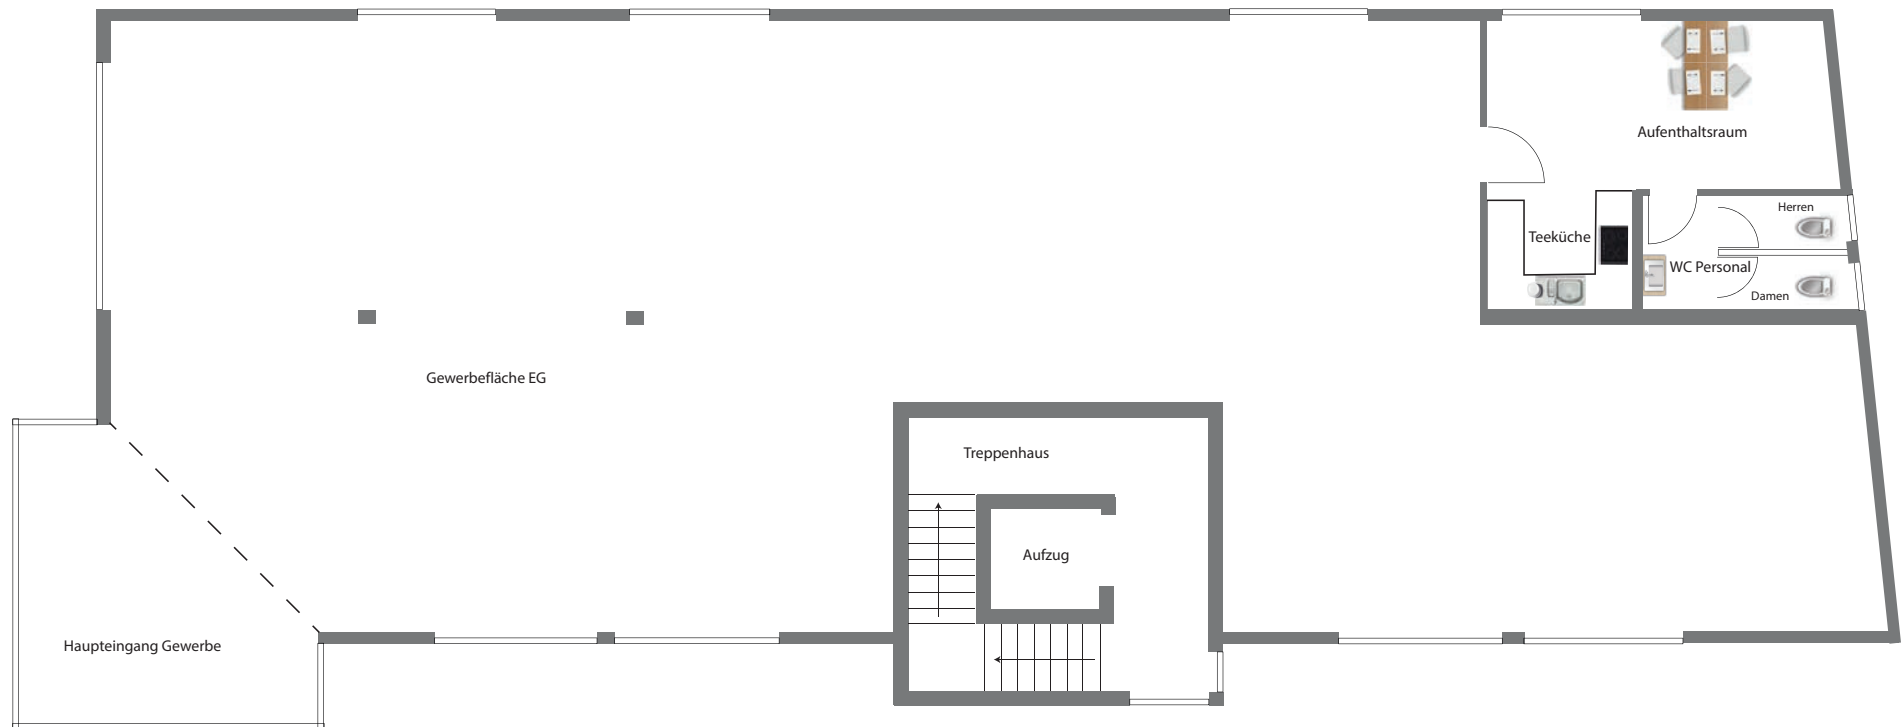 Aufenthaltsraum
Herren
Teeküche
WC Personal
Damen
Gewerbefläche EG
Treppenhaus
Aufzug
Haupteingang Gewerbe